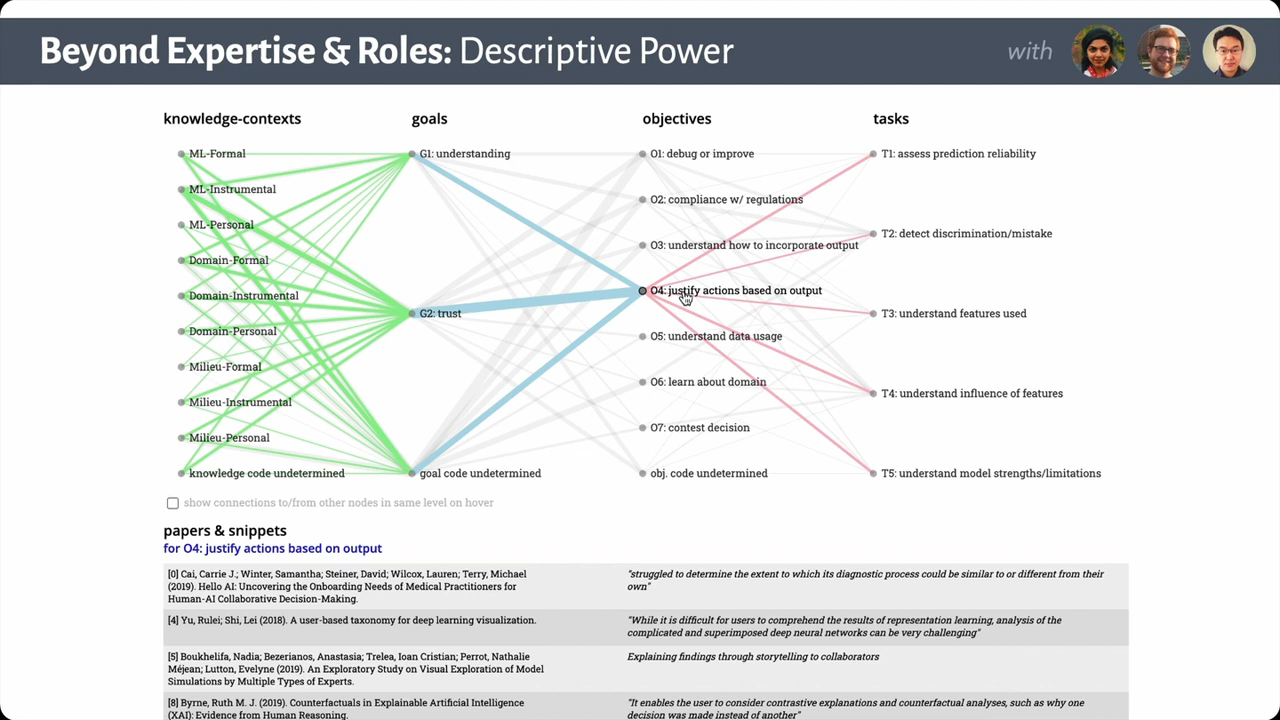 Beyond Expertise & Roles: Descriptive Power
with
knowledge-contexts
goals
objectives
tasks
ML-Formal
ML-Instrumental
ML-Personal
Domain-Formal
Domain-Instrumental
Domain-Personal
Milieu-Formal
Milieu-Instrumental
Milieu-Personal
knowledge code undetermined
G1: understanding
G2: trust
goal code undetermined
O1: debug or improve
O2: compliance w/ regulations
O3: understand how to incorporate output
O4: justify actions based on output
O5: understand data usage
O6: learn about domain
O7: contest decision
obj. code undetermined
T1: assess prediction reliability
T2: detect discrimination/mistake
T3: understand features used
T4: understand influence of features
T5: understand model strengths/limitations
show connections to/from other nodes in same level on hover
papers & snippets
for O4: justify actions based on output
[0] Cai, Carrie J.; Winter, Samantha; Steiner, David; Wilcox, Lauren; Terry, Michael
(2019). Hello AI: Uncovering the Onboarding Needs of Medical Practitioners for
Human-AI Collaborative Decision-Making.
"struggled to determine the extent to which its diagnostic process could be similar to or different from their
own"
[4] Yu, Rulei; Shi, Lei (2018). A user-based taxonomy for deep learning visualization.
"While it is difficult for users to comprehend the results of representation learning, analysis of the
complicated and superimposed deep neural networks can be very challenging"
[5] Boukhelifa, Nadia; Bezerianos, Anastasia; Trelea, Ioan Cristian; Perrot, Nathalie
Méjean; Lutton, Evelyne (2019). An Exploratory Study on Visual Exploration of Model
Simulations by Multiple Types of Experts.
Explaining findings through storytelling to collaborators
[8] Byrne, Ruth M. J. (2019). Counterfactuals in Explainable Artificial Intelligence
(XAI): Evidence from Human Reasoning.
"It enables the user to consider contrastive explanations and counterfactual analyses, such as why one
decision was made instead of another"